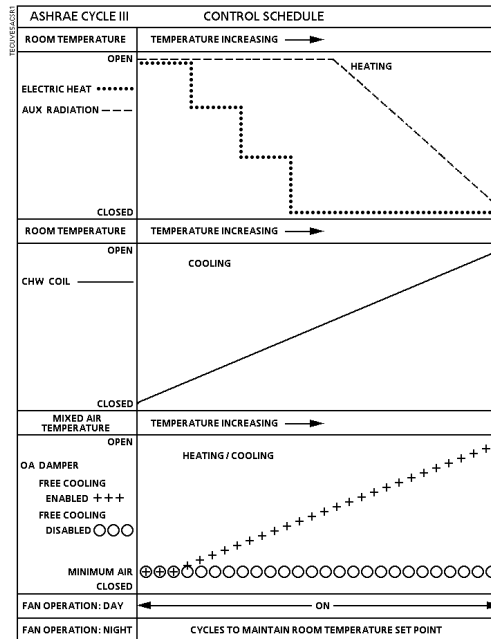 TECUVESACSR1
ASHRAE CYCLE III CONTROL SCHEDULE
ROOM TEMPERATURE TEMPERATURE INCREASING
OPEN
HEATING
ELECTRIC HEAT
AUX RADIATION
CLOSED
ROOM TEMPERATURE TEMPERATURE INCREASING
OPEN
COOLING
CHW COIL
CLOSED
MIXED AIR
TEMPERATURE
TEMPERATURE INCREASING
OPEN
HEATING / COOLING
OA DAMPER
FREE COOLING
ENABLED +++
FREE COOLING
DISABLED OOO
MINIMUM AIR
CLOSED
FAN OPERATION: DAY ON
FAN OPERATION: NIGHT CYCLES TO MAINTAIN ROOM TEMPERATURE SET POINT